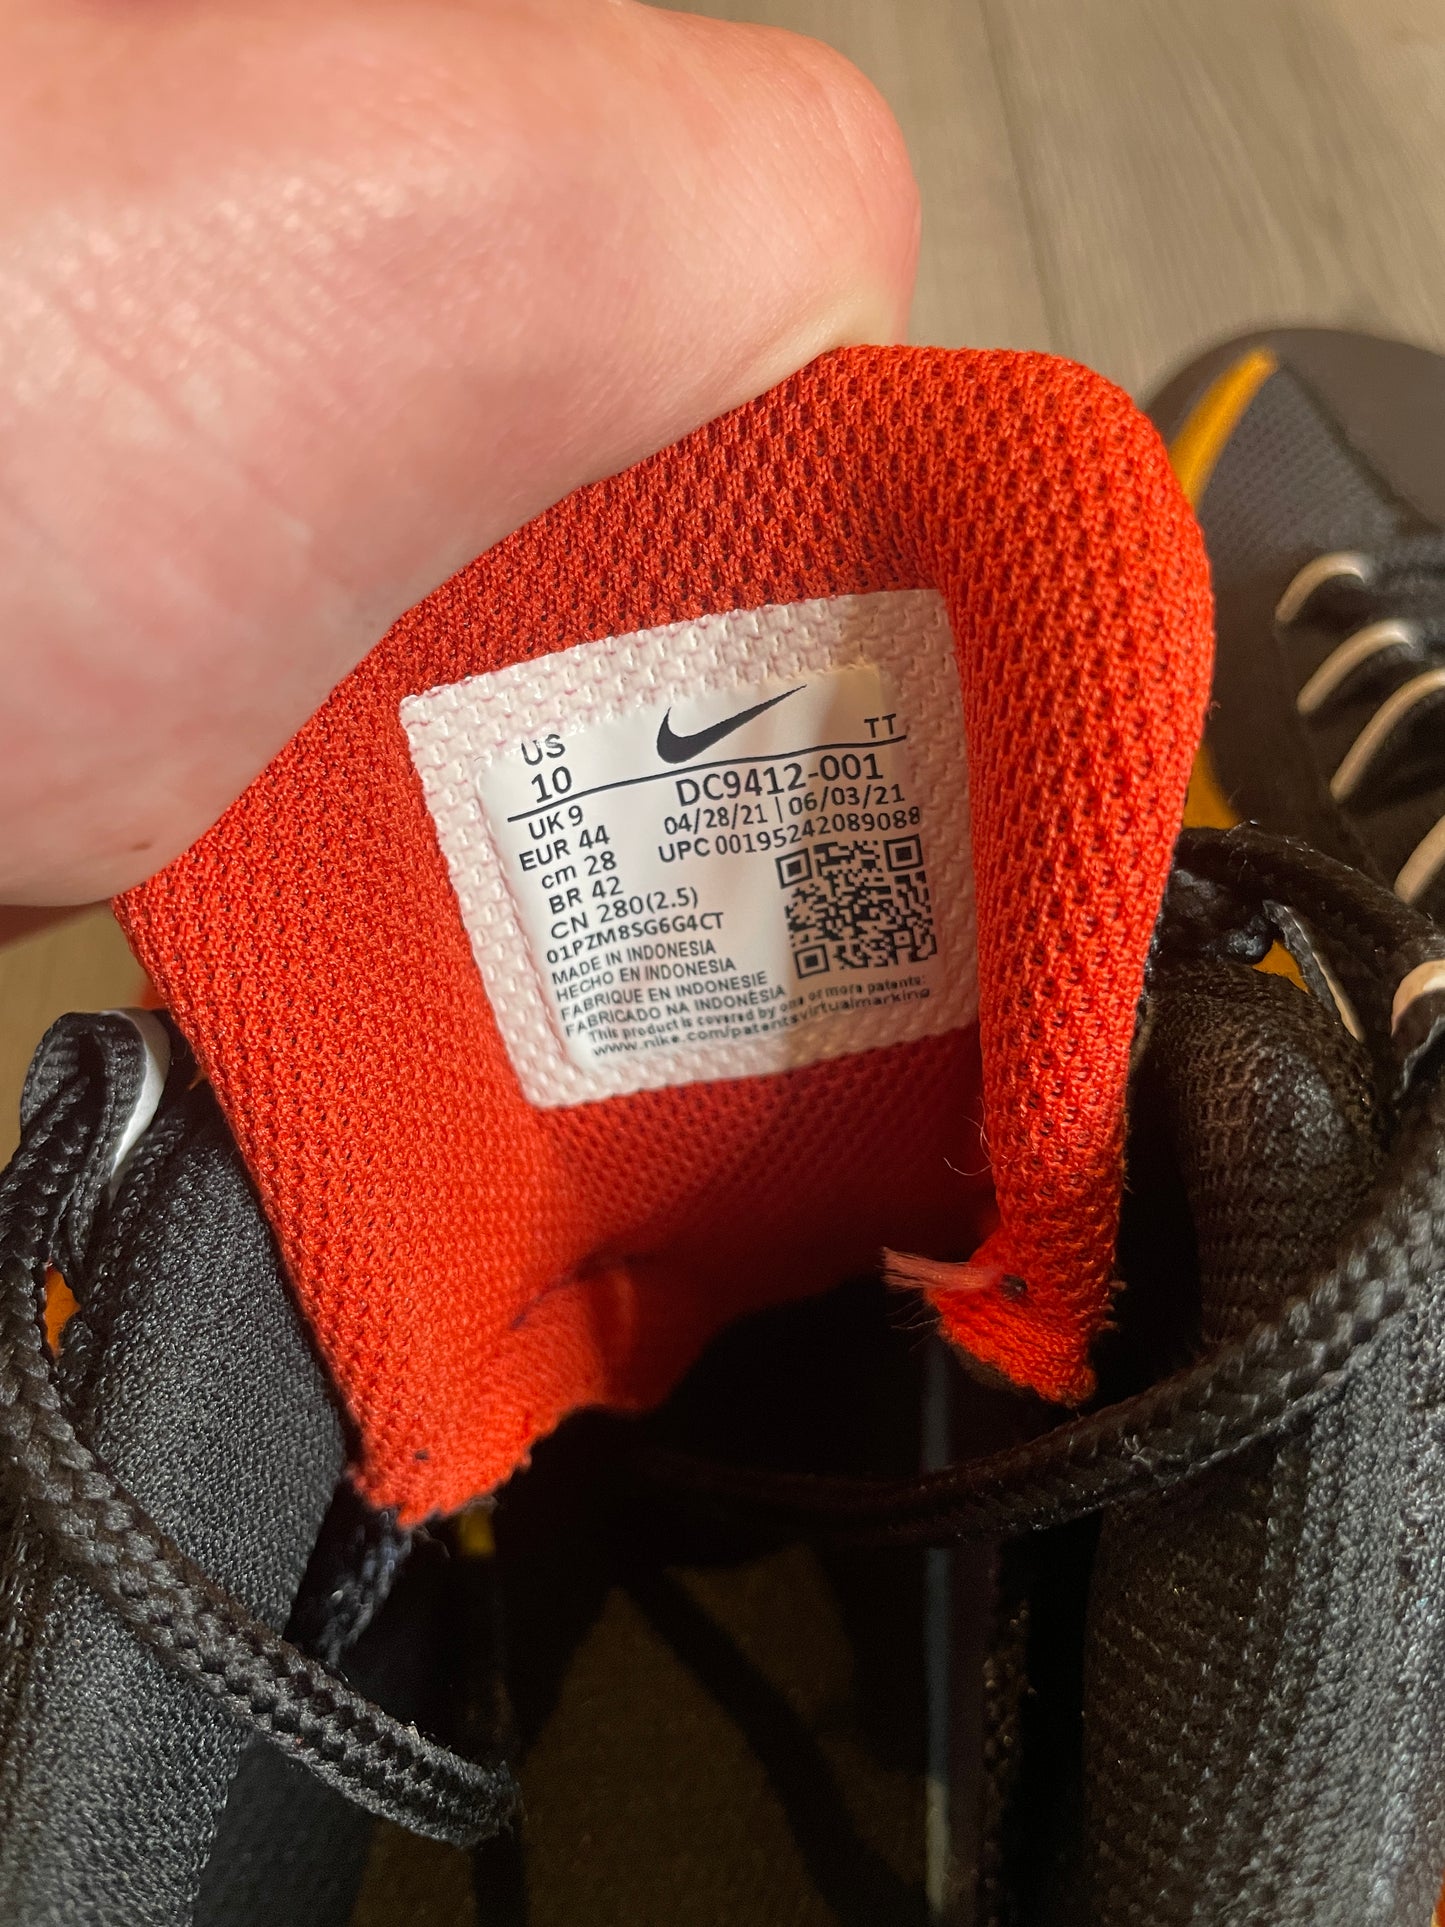 US
10
TT
DC9412-001
UK 9
04/28/21 | 06/03/21
EUR 44
UPC 00195242089088
cm 28
BR 42
CN 280(2.5)
01PZM8SG6G4CT
MADE IN INDONESIA
HECHO EN INDONESIA
FABRIQUE EN INDONESIE
FABRICADO NA INDONÉSIA
This product is covered by one or more patents:
www.nike.com/patentsvirtualmarking